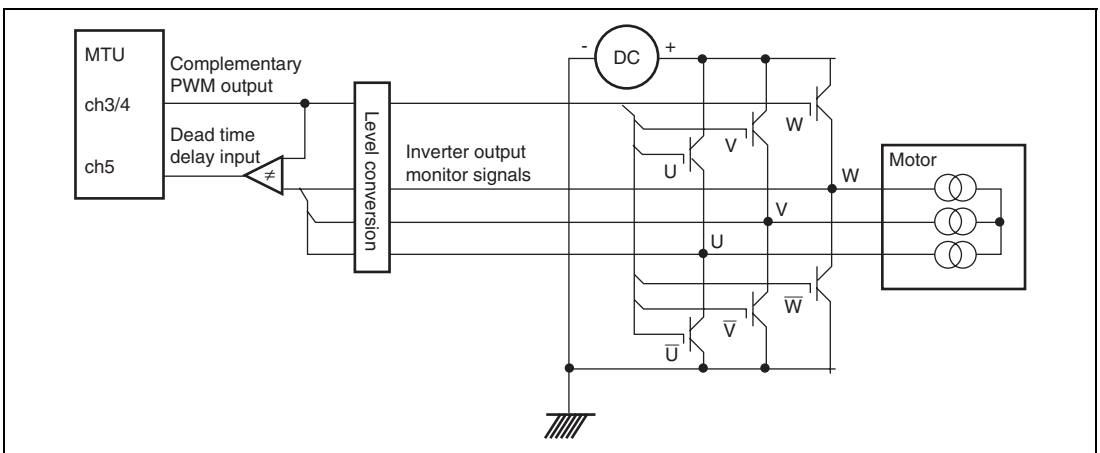 MTU
ch3/4
ch5
Complementary
PWM output
Dead time
delay input
≠
Level conversion
Inverter output
monitor signals
-
DC
+
W
V
U
W
V
U
W̅
V̅
U̅
Motor